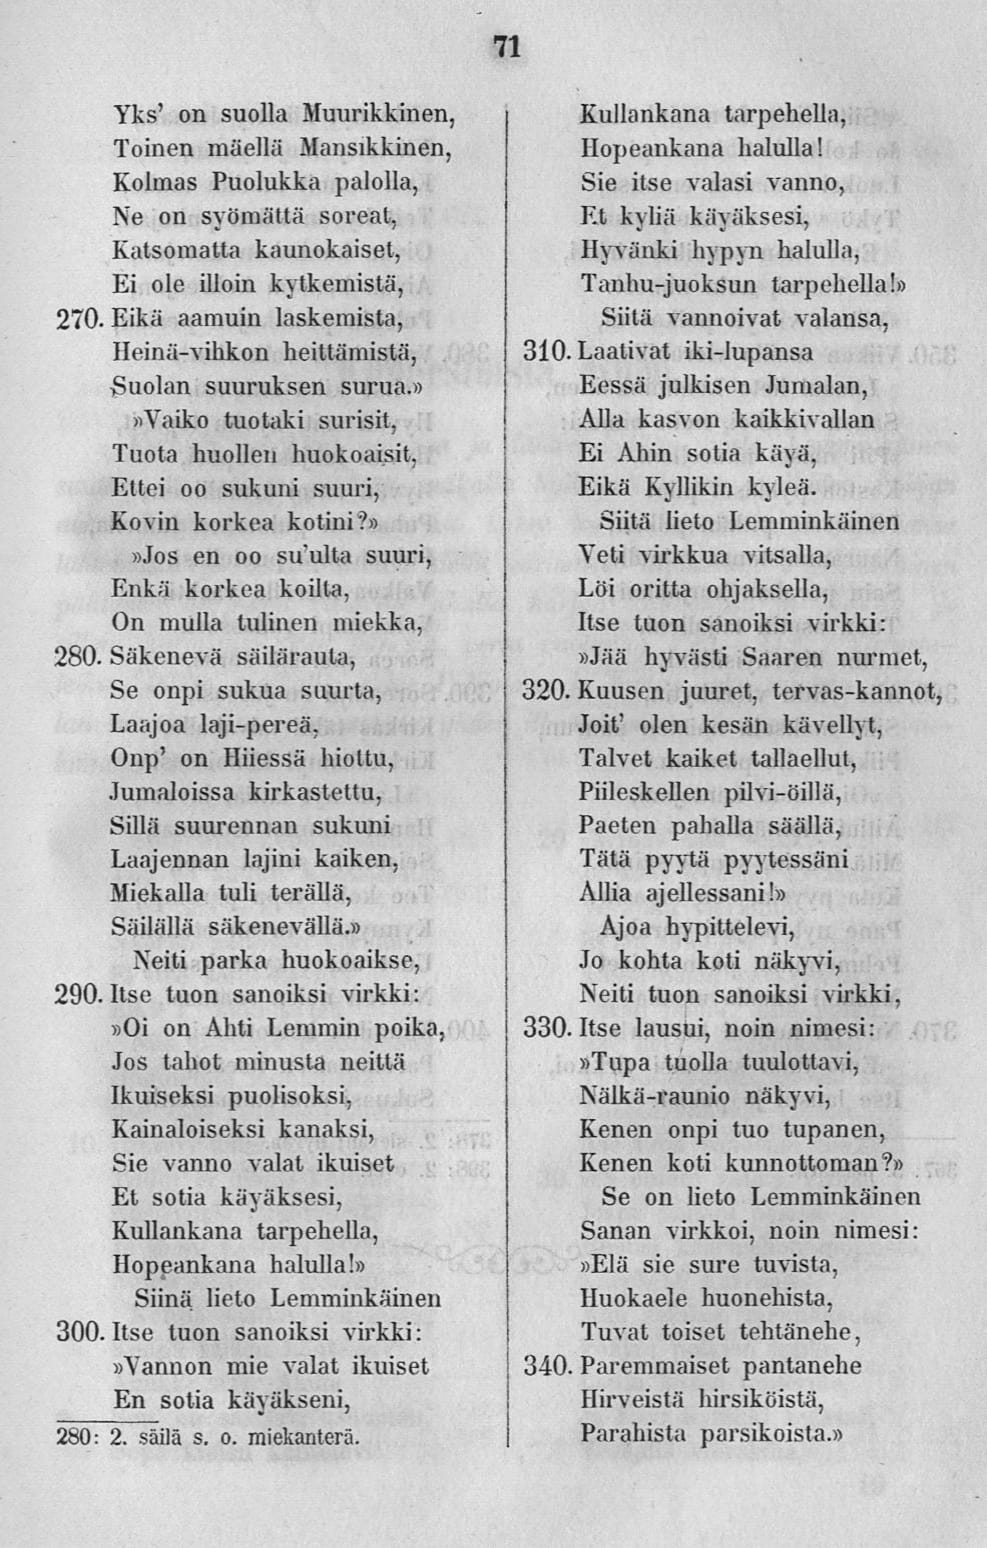 71
Yks' on suolla Muurikkinen,
Toinen mäellä Mansikkinen,
Kolmas Puolukka palolla,
Ne on syömättä soreat,
Katsomatta kaunokaiset,
Ei ole illoin kytkemistä,
270. Eikä aamuin laskemista,
Heinä-vihkon heittämistä,
Suolan suuruksen surua.»
»Vaiko tuotaki surisit,
Tuota huollen huokoaisit,
Ettei oo sukuni suuri,
Kovin korkea kotini?»
»Jos en oo su'ulta suuri,
Enkä korkea koilta,
On mulla tulinen miekka,
280. Säkenevä säilärauta,
Se onpi sukua suurta,
Laajoa laji-pereä,
Onp' on Hiiessä hiottu,
Jumaloissa kirkastettu,
Sillä suurennan sukuni
Laajennan lajini kaiken,
Miekalla tuli terällä,
Säilällä säkenevällä.»
Neiti parka huokoaikse,
290. Itse tuon sanoiksi virkki:
»Oi on Ahti Lemmin poika,
Jos tahot minusta neittä
Ikuiseksi puolisoksi,
Kainaloiseksi kanaksi,
Sie vanno valat ikuiset
Et sotia käyäksesi,
Kullankana tarpehella,
Hopeankana halulla!»
Siinä lieto Lemminkäinen
300. Itse tuon sanoiksi virkki:
»Vannon mie valat ikuiset
En sotia käyäkseni,
280: 2. säilä s. o. miekanterä.
Kullankana tarpehella,
Hopeankana halulla!
Sie itse valasi vanno,
Et kyliä käyäksesi,
Hyvänki hypyn halulla,
Tanhu-juoksun tarpehella!»
Siitä vannoivat valansa,
310. Laativat iki-lupansa
Eessä julkisen Jumalan,
Alla kasvon kaikkivallan
Ei Ahin sotia käyä,
Eikä Kyllikin kyleä.
Siitä lieto Lemminkäinen
Veti virkkua vitsalla,
Löi oritta ohjaksella,
Itse tuon sanoiksi virkki:
»Jää hyvästi Saaren nurmet,
320. Kuusen juuret, tervas-kannot,
Joit' olen kesän kävellyt,
Talvet kaiket tallaellut,
Piileskellen pilvi-öillä,
Paeten pahalla säällä,
Tätä pyytä pyytessäni
Allia ajellessani!»
Ajoa hypittelevi,
Jo kohta koti näkyvi,
Neiti tuon sanoiksi virkki,
330. Itse lausui, noin nimesi:
»Tupa tuolla tuulottavi,
Nälkä-raunio näkyvi,
Kenen onpi tuo tupanen,
Kenen koti kunnottoman?»
Se on lieto Lemminkäinen
Sanan virkkoi, noin nimesi:
»Elä sie sure tuvista,
Huokaele huonehista,
Tuvat toiset tehtänehe,
340. Paremmaiset pantanehe
Hirveistä hirsiköistä,
Parahista parsikoista.»